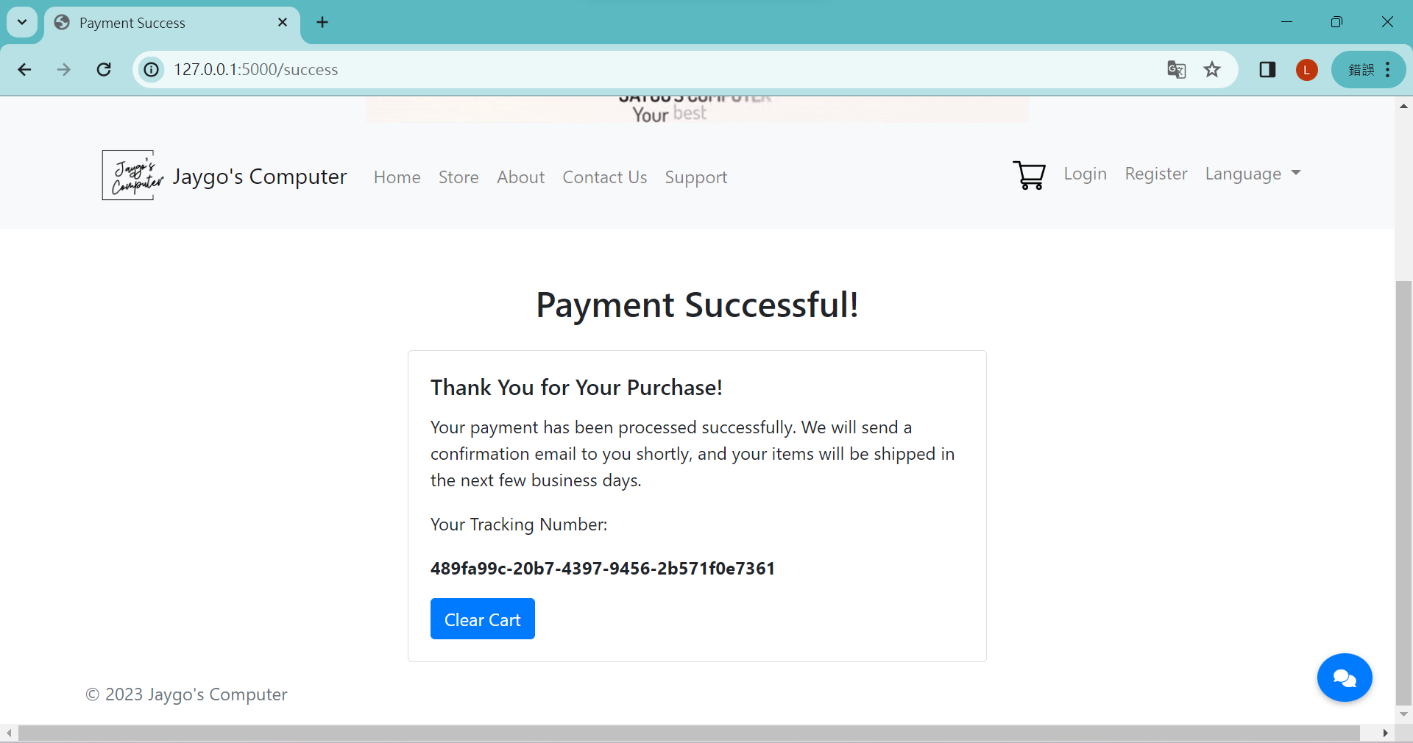 Payment Success
127.0.0.1:5000/success
L
錯誤
JAYGO'S COMPUTER
Your best
Jaygo's
Computer
Jaygo's Computer Home Store About Contact Us Support Login Register Language
Payment Successful!
Thank You for Your Purchase!
Your payment has been processed successfully. We will send a
confirmation email to you shortly, and your items will be shipped in
the next few business days.
Your Tracking Number:
489fa99c-20b7-4397-9456-2b571f0e7361
Clear Cart
© 2023 Jaygo's Computer